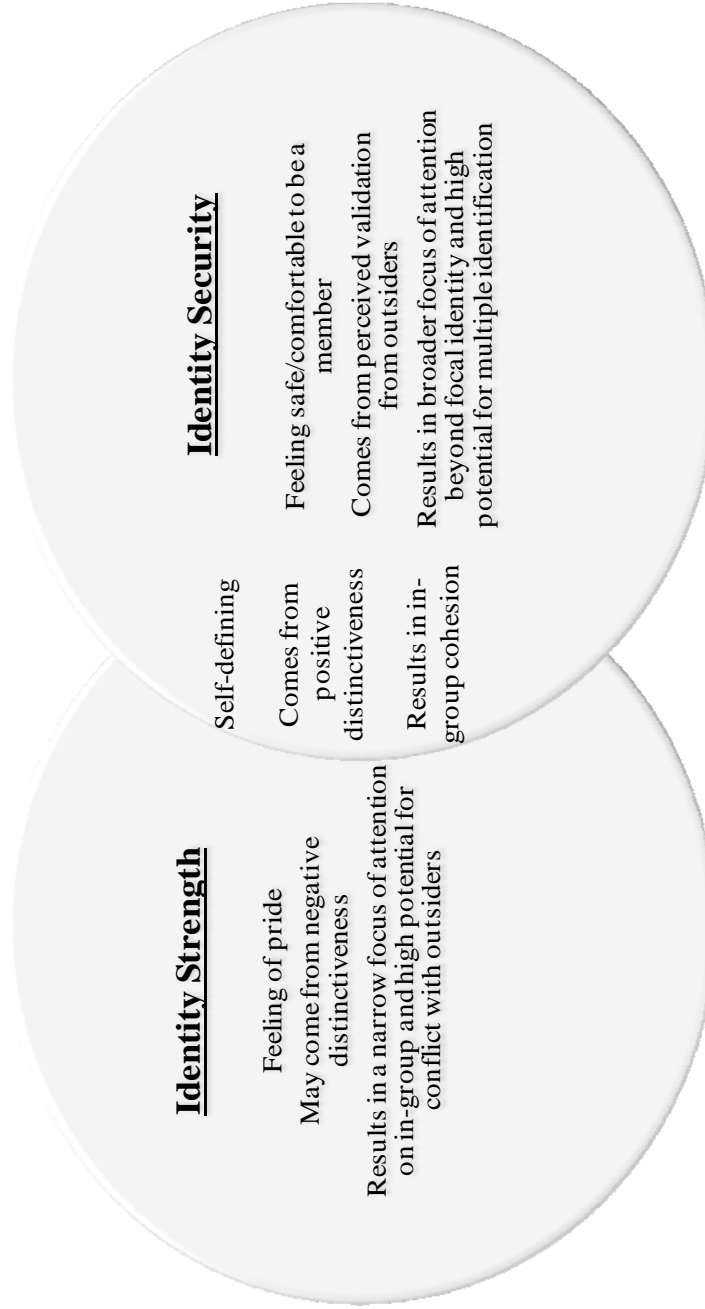 Identity Strength
Feeling of pride
May come from negative
distinctiveness
Results in a narrow focus of attention
on in-group and high potential for
conflict with outsiders
Self-defining
Comes from
positive
distinctiveness
Results in in-
group cohesion
Identity Security
Feeling safe/comfortable to be a
member
Comes from perceived validation
from outsiders
Results in broader focus of attention
beyond focal identity and high
potential for multiple identification